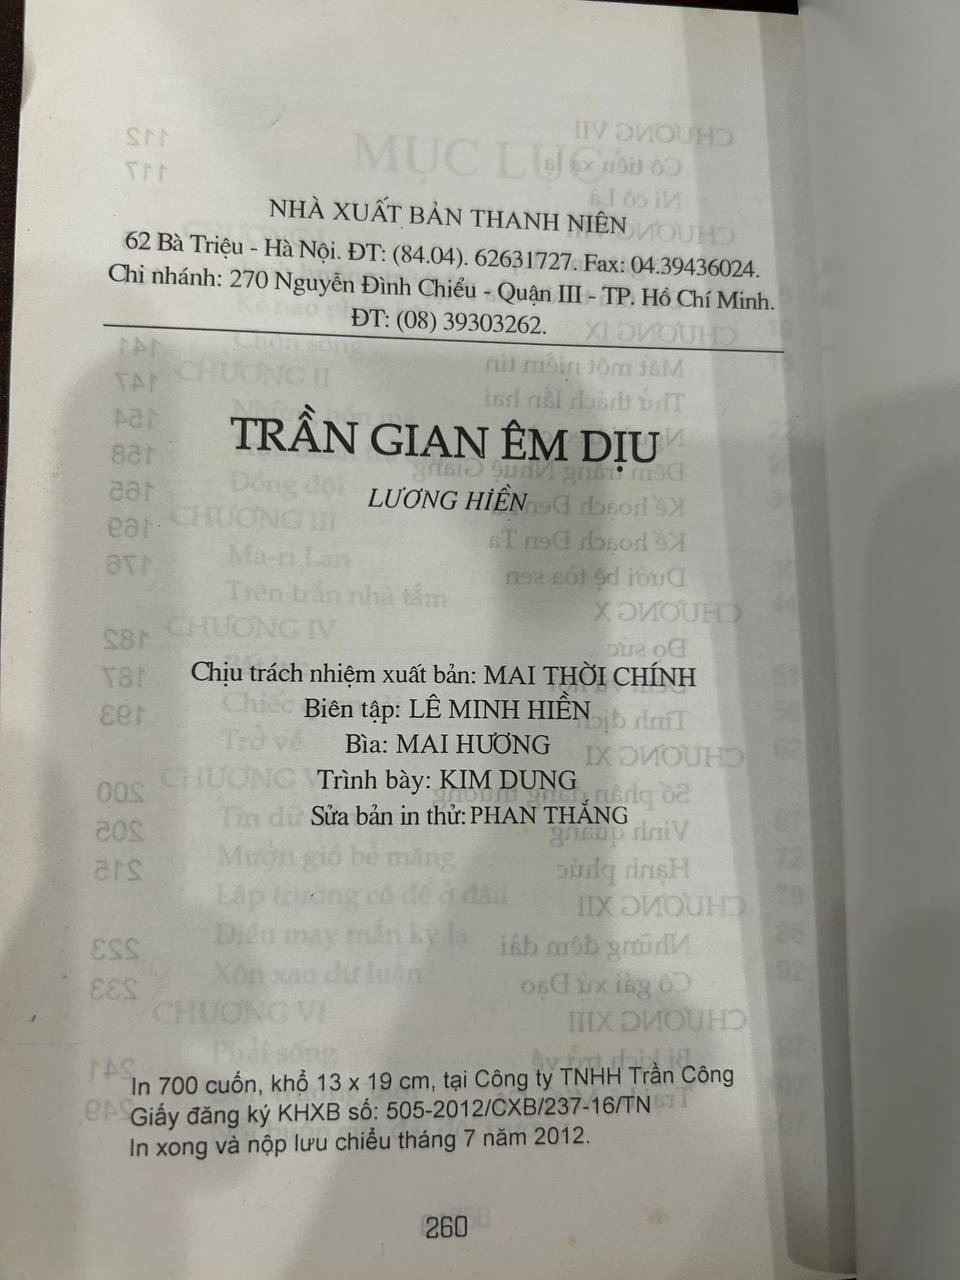 NHÀ XUẤT BẢN THANH NIÊN
62 Bà Triệu - Hà Nội. ĐT: (84.04). 62631727. Fax: 04.39436024.
Chi nhánh: 270 Nguyễn Đình Chiểu - Quận III - TP. Hồ Chí Minh.
ĐT: (08) 39303262.
TRẦN GIAN ÊM DỊU
LƯƠNG HIỀN
Chịu trách nhiệm xuất bản: MAI THỜI CHÍNH
Biên tập: LÊ MINH HIỀN
Bìa: MAI HƯƠNG
Trình bày: KIM DUNG
Sửa bản in thử: PHAN THẮNG
In 700 cuốn, khổ 13 x 19 cm, tại Công ty TNHH Trần Công
Giấy đăng ký KHXB số: 505-2012/CXB/237-16/TN
In xong và nộp lưu chiểu tháng 7 năm 2012.
260